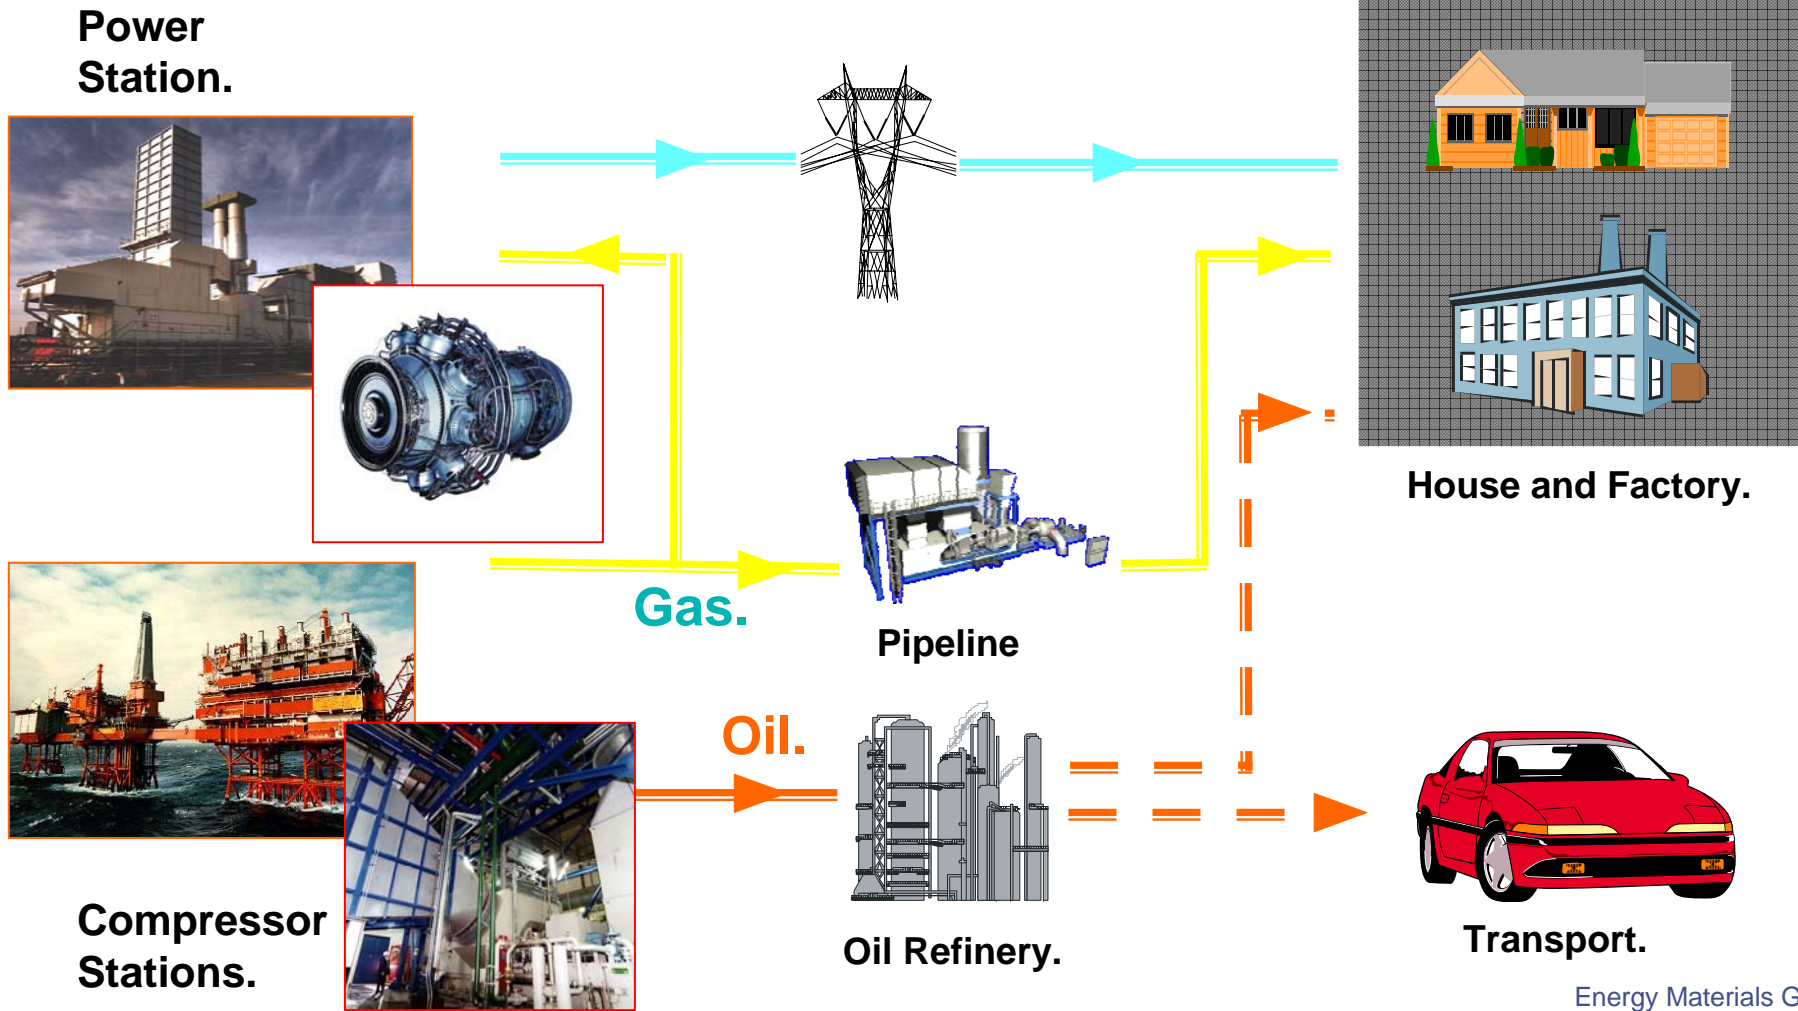 Power
Station.
House and Factory.
Gas.
Pipeline
Oil.
Compressor
Stations.
Oil Refinery.
Transport.
Energy Materials G